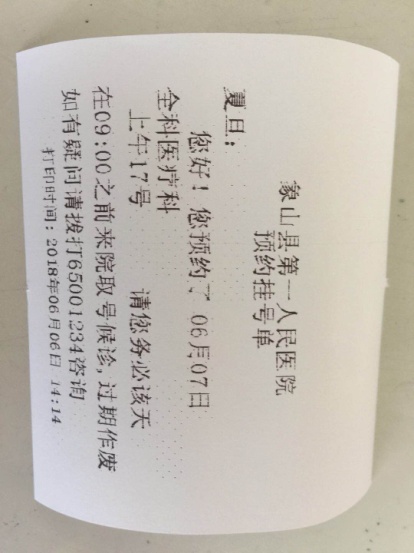 象山县第一人民医院
预约挂号单
夏旦：
您好！您预约了 06月07日
全科医疗科
上午17号 请您务必该天
在09:00之前来院取号候诊,过期作废
如有疑问请拨打65001234咨询
打印时间：2018年06月06日 14:14